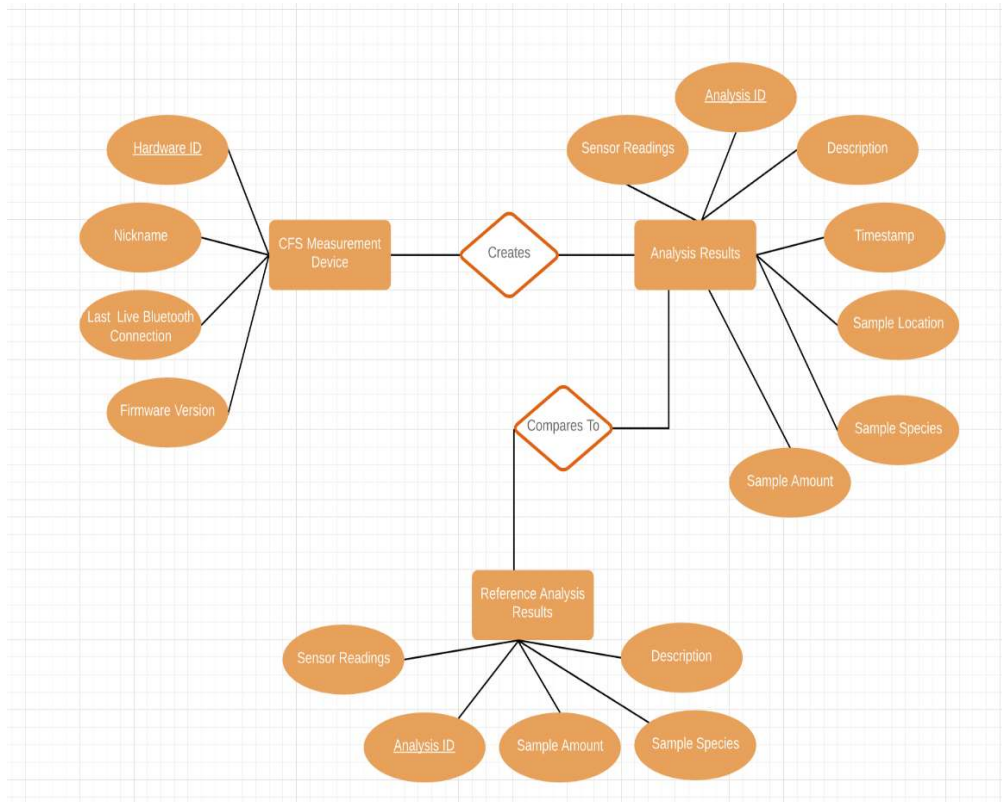 Analysis ID
Hardware ID
Sensor Readings
Description
Nickname
CFS Measurement
Device
Creates
Analysis Results
Timestamp
Last Live Bluetooth
Connection
Sample Location
Firmware Version
Compares To
Sample Species
Sample Amount
Reference Analysis
Results
Sensor Readings
Description
Analysis ID
Sample Amount
Sample Species